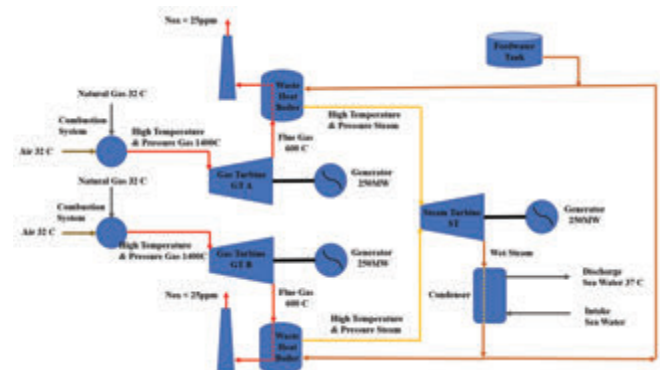 Nox < 25ppm
Feedwater
Tank
Natural Gas 32 C
Waste
Heat
Boiler
Combustion
System
High Temperature
& Pressure Steam
High Temperature
& Pressure Gas 1400C
Flue Gas
600 C
Air 32 C
Gas Turbine
GT A
Generator
250MW
Natural Gas 32 C
Combustion
System
Steam Turbine
ST
Generator
250MW
Air 32 C
High Temperature
& Pressure Gas 1400C
Gas Turbine
GT B
Generator
250MW
Wet Steam
Discharge
Sea Water 37 C
Nox < 25ppm
Flue Gas
600 C
Condenser
High Temperature
& Pressure Steam
Intake
Sea Water
Waste
Heat
Boiler